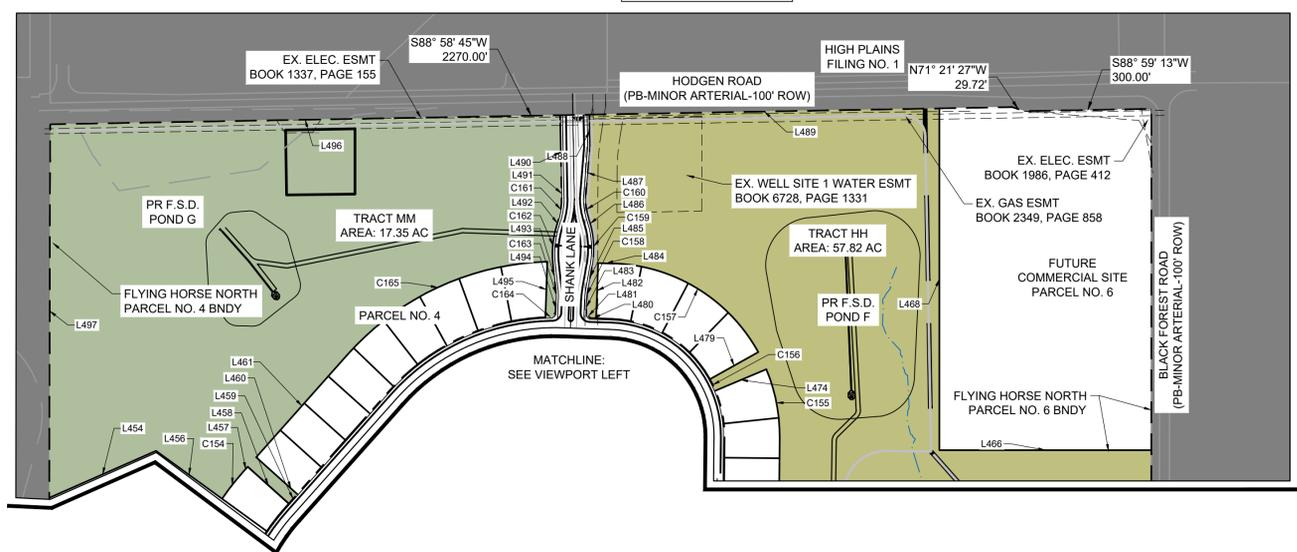 S88° 58' 45"W
2270.00'
EX. ELEC. ESMT
BOOK 1337, PAGE 155
HIGH PLAINS
FILING NO. 1
N71° 21' 27"W
29.72'
S88° 59' 13"W
300.00'
HODGEN ROAD
(PB-MINOR ARTERIAL-100' ROW)
L496
L488
L489
L490
L491
C161
L492
C162
L493
C163
L494
L487
C160
L486
C159
L485
C158
L484
L483
L482
L481
L480
EX. WELL SITE 1 WATER ESMT
BOOK 6728, PAGE 1331
EX. ELEC. ESMT
BOOK 1986, PAGE 412
EX. GAS ESMT
BOOK 2349, PAGE 858
PR F.S.D.
POND G
TRACT MM
AREA: 17.35 AC
TRACT HH
AREA: 57.82 AC
SHANK LANE
FUTURE
COMMERCIAL SITE
PARCEL NO. 6
BLACK FOREST ROAD
(PB-MINOR ARTERIAL-100' ROW)
C165
L495
C164
FLYING HORSE NORTH
PARCEL NO. 4 BNDY
PARCEL NO. 4
C157
L468
PR F.S.D.
POND F
L497
L479
MATCHLINE:
SEE VIEWPORT LEFT
C156
L461
L460
L459
L458
L457
C154
L474
C155
FLYING HORSE NORTH
PARCEL NO. 6 BNDY
L454
L456
L466